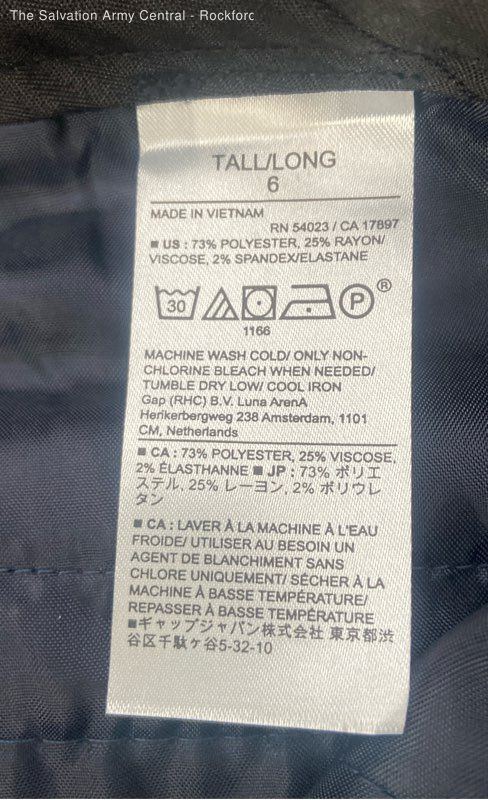 The Salvation Army Central - Rockforc
TALL/LONG
6
MADE IN VIETNAM
RN 54023 / CA 17897
■ US : 73% POLYESTER, 25% RAYON/
VISCOSE, 2% SPANDEX/ELASTANE
30 P ®
1166
MACHINE WASH COLD/ ONLY NON-
CHLORINE BLEACH WHEN NEEDED/
TUMBLE DRY LOW/ COOL IRON
Gap (RHC) B.V. Luna ArenA
Herikerbergweg 238 Amsterdam, 1101
CM, Netherlands
■ CA : 73% POLYESTER, 25% VISCOSE,
2% ÉLASTHANNE ■ JP : 73% ポリエ
ステル, 25% レーヨン, 2% ポリウレ
タン
■ CA : LAVER À LA MACHINE À L'EAU
FROIDE/ UTILISER AU BESOIN UN
AGENT DE BLANCHIMENT SANS
CHLORE UNIQUEMENT/ SÉCHER À LA
MACHINE À BASSE TEMPÉRATURE/
REPASSER À BASSE TEMPÉRATURE
■ギャップジャパン株式会社 東京都渋
谷区千駄ケ谷5-32-10